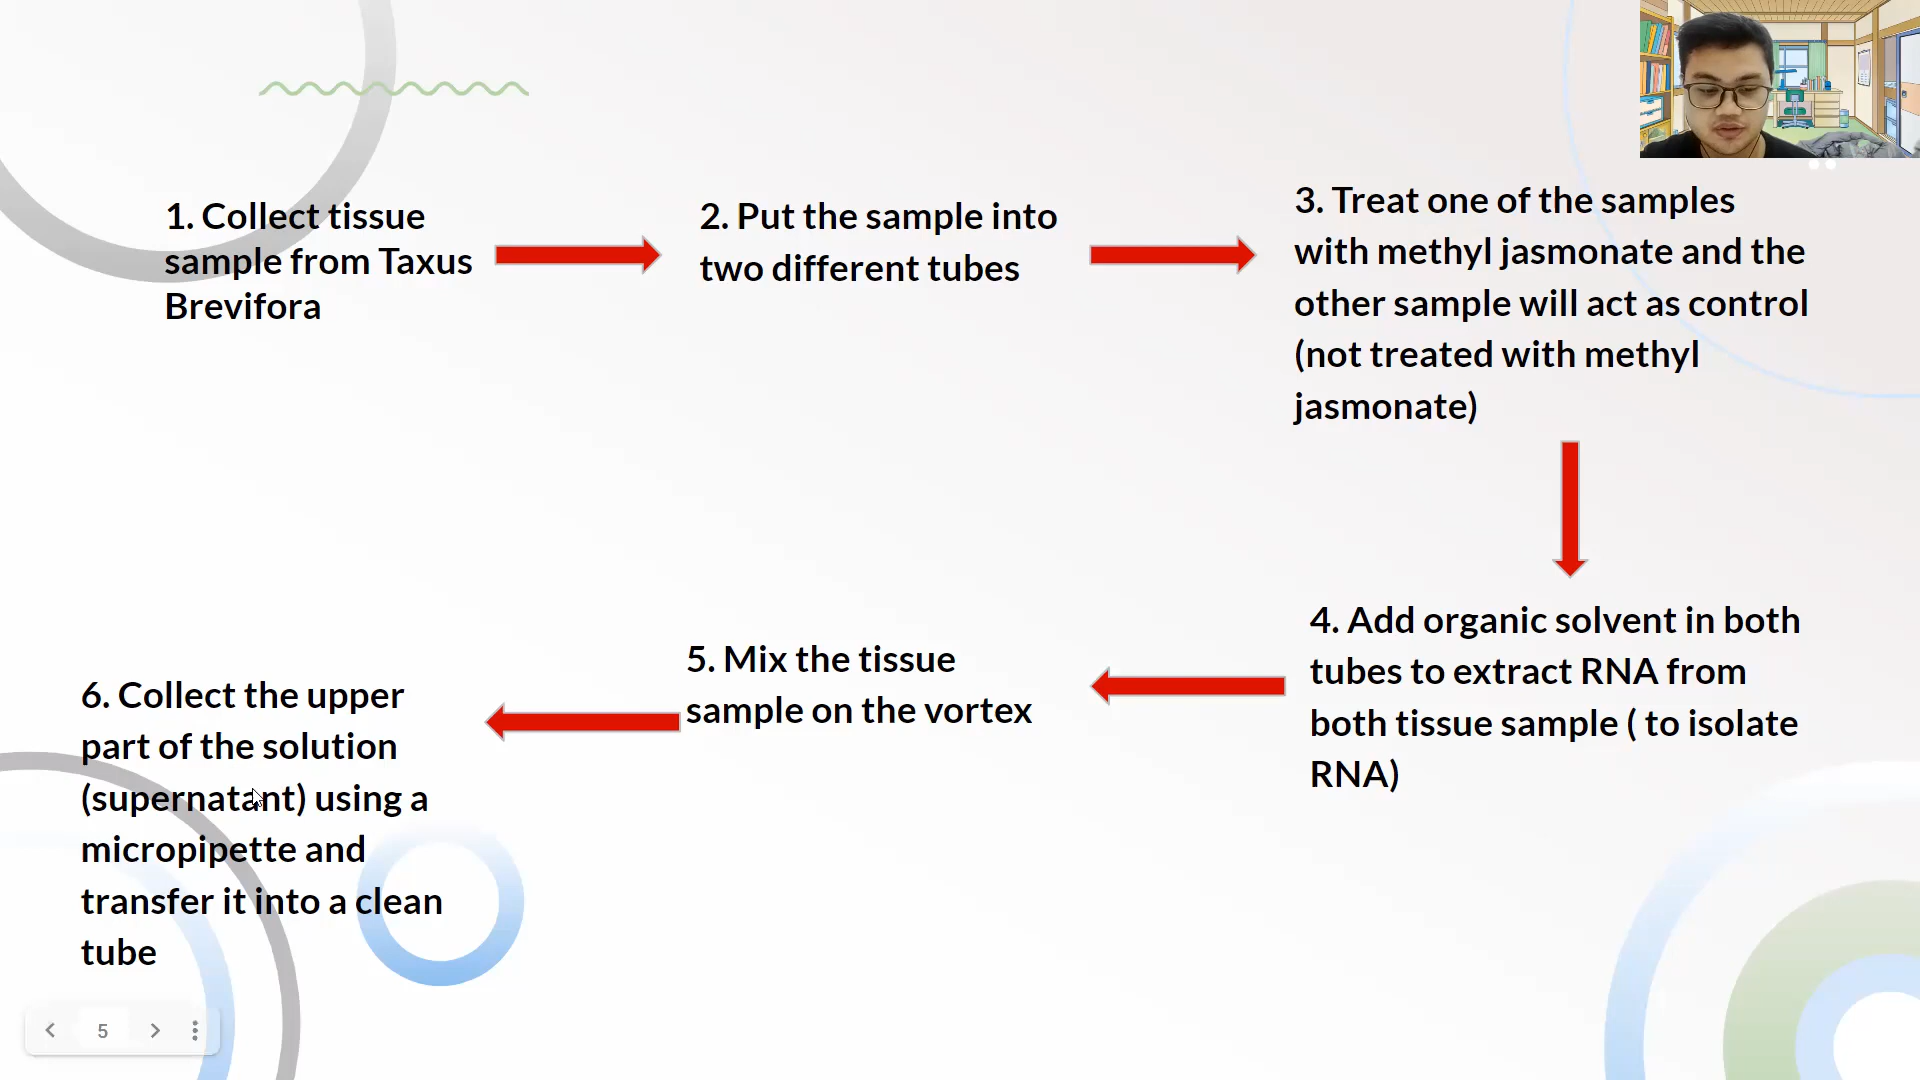 1. Collect tissue
sample from Taxus
Brevifora
2. Put the sample into
two different tubes
3. Treat one of the samples
with methyl jasmonate and the
other sample will act as control
(not treated with methyl
jasmonate)
4. Add organic solvent in both
tubes to extract RNA from
both tissue sample ( to isolate
RNA)
5. Mix the tissue
sample on the vortex
6. Collect the upper
part of the solution
(supernatant) using a
micropipette and
transfer it into a clean
tube
5